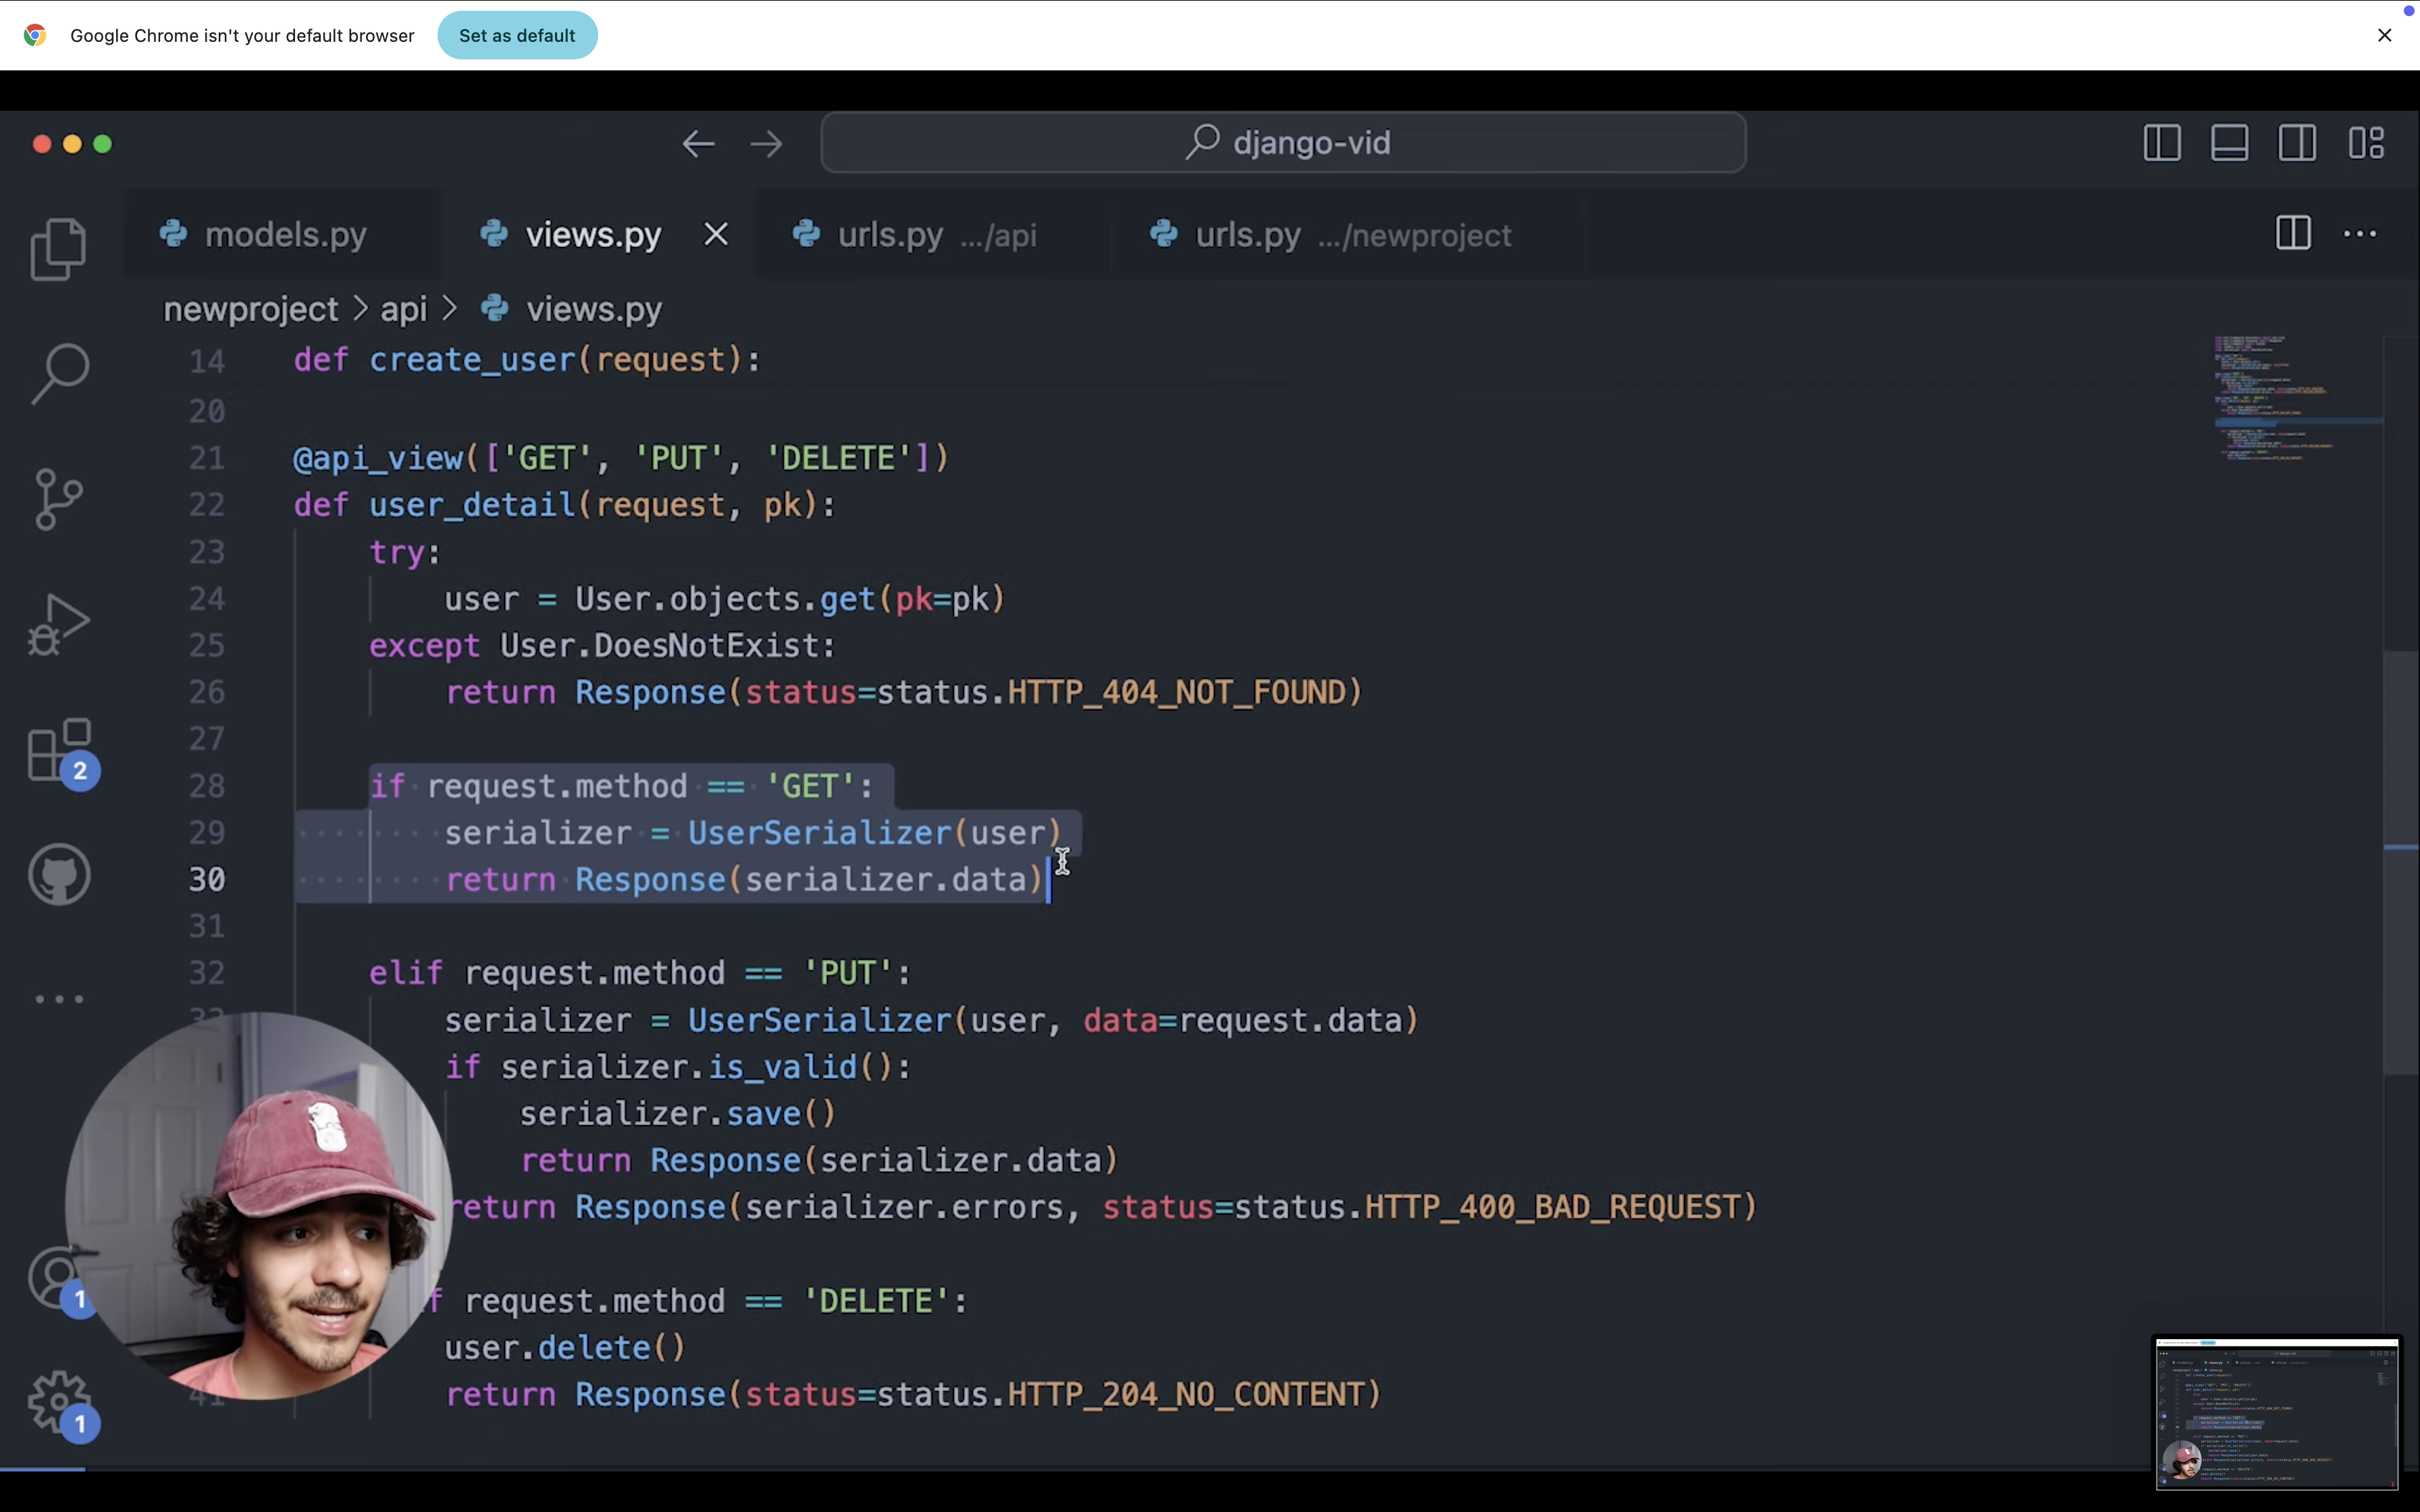 Google Chrome isn't your default browser Set as default
django-vid
models.py views.py urls.py .../api urls.py .../newproject
newproject > api > views.py
14 def create_user(request):
20
21 @api_view(['GET', 'PUT', 'DELETE'])
22 def user_detail(request, pk):
23 try:
24 user = User.objects.get(pk=pk)
25 except User.DoesNotExist:
26 return Response(status=status.HTTP_404_NOT_FOUND)
27
28 if request.method == 'GET':
29 serializer = UserSerializer(user)
30 return Response(serializer.data)
31
32 elif request.method == 'PUT':
33 serializer = UserSerializer(user, data=request.data)
if serializer.is_valid():
serializer.save()
return Response(serializer.data)
return Response(serializer.errors, status=status.HTTP_400_BAD_REQUEST)
f request.method == 'DELETE':
user.delete()
41 return Response(status=status.HTTP_204_NO_CONTENT)
2
1
1